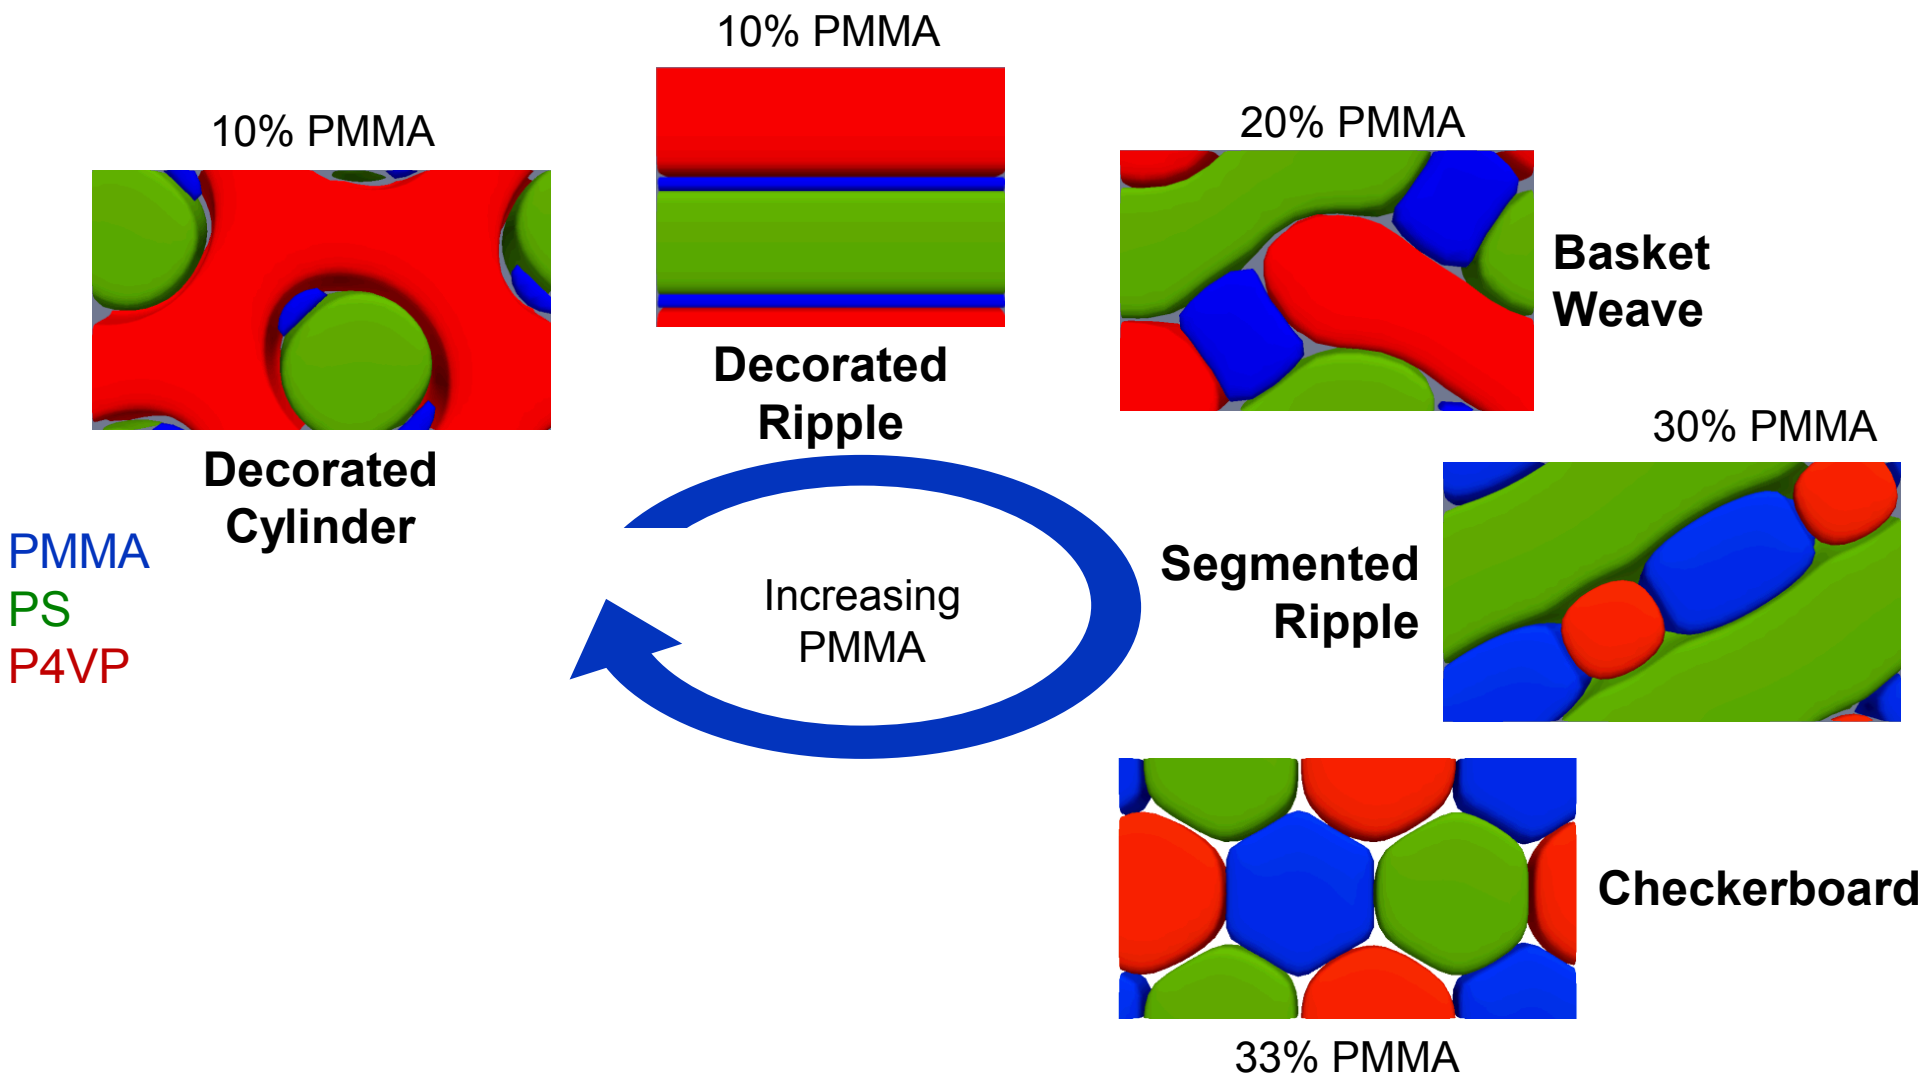 10% PMMA
10% PMMA
20% PMMA
Basket
Weave
Decorated
Ripple
Decorated
Cylinder
30% PMMA
PMMA
PS
P4VP
Increasing
PMMA
Segmented
Ripple
Checkerboard
33% PMMA